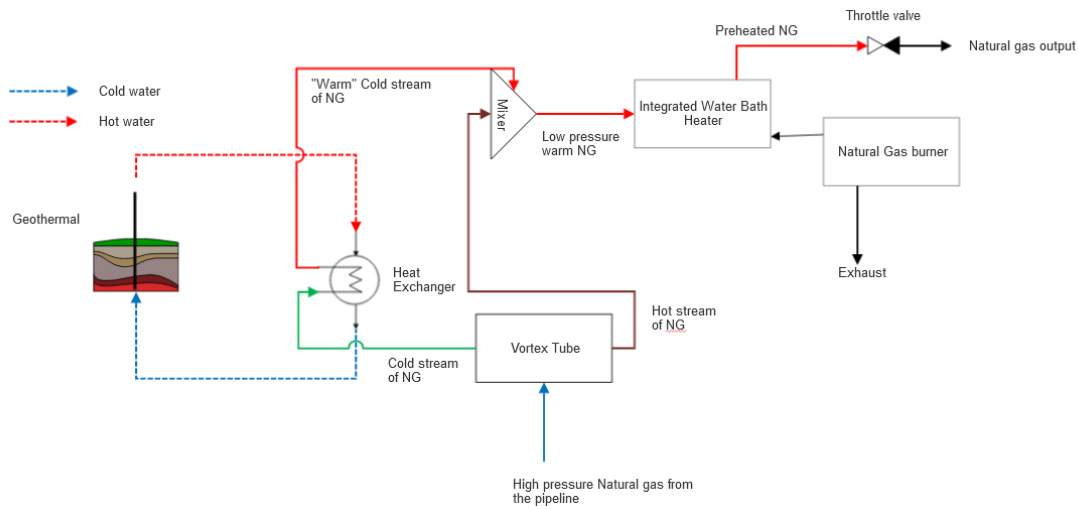 Throttle valve
Preheated NG
Natural gas output
"Warm" Cold stream
of NG
Cold water
Hot water
Mixer
Integrated Water Bath
Heater
Low pressure
warm NG
Natural Gas burner
Geothermal
Heat
Exchanger
Exhaust
Hot stream
of NG
Vortex Tube
Cold stream
of NG
High pressure Natural gas from
the pipeline